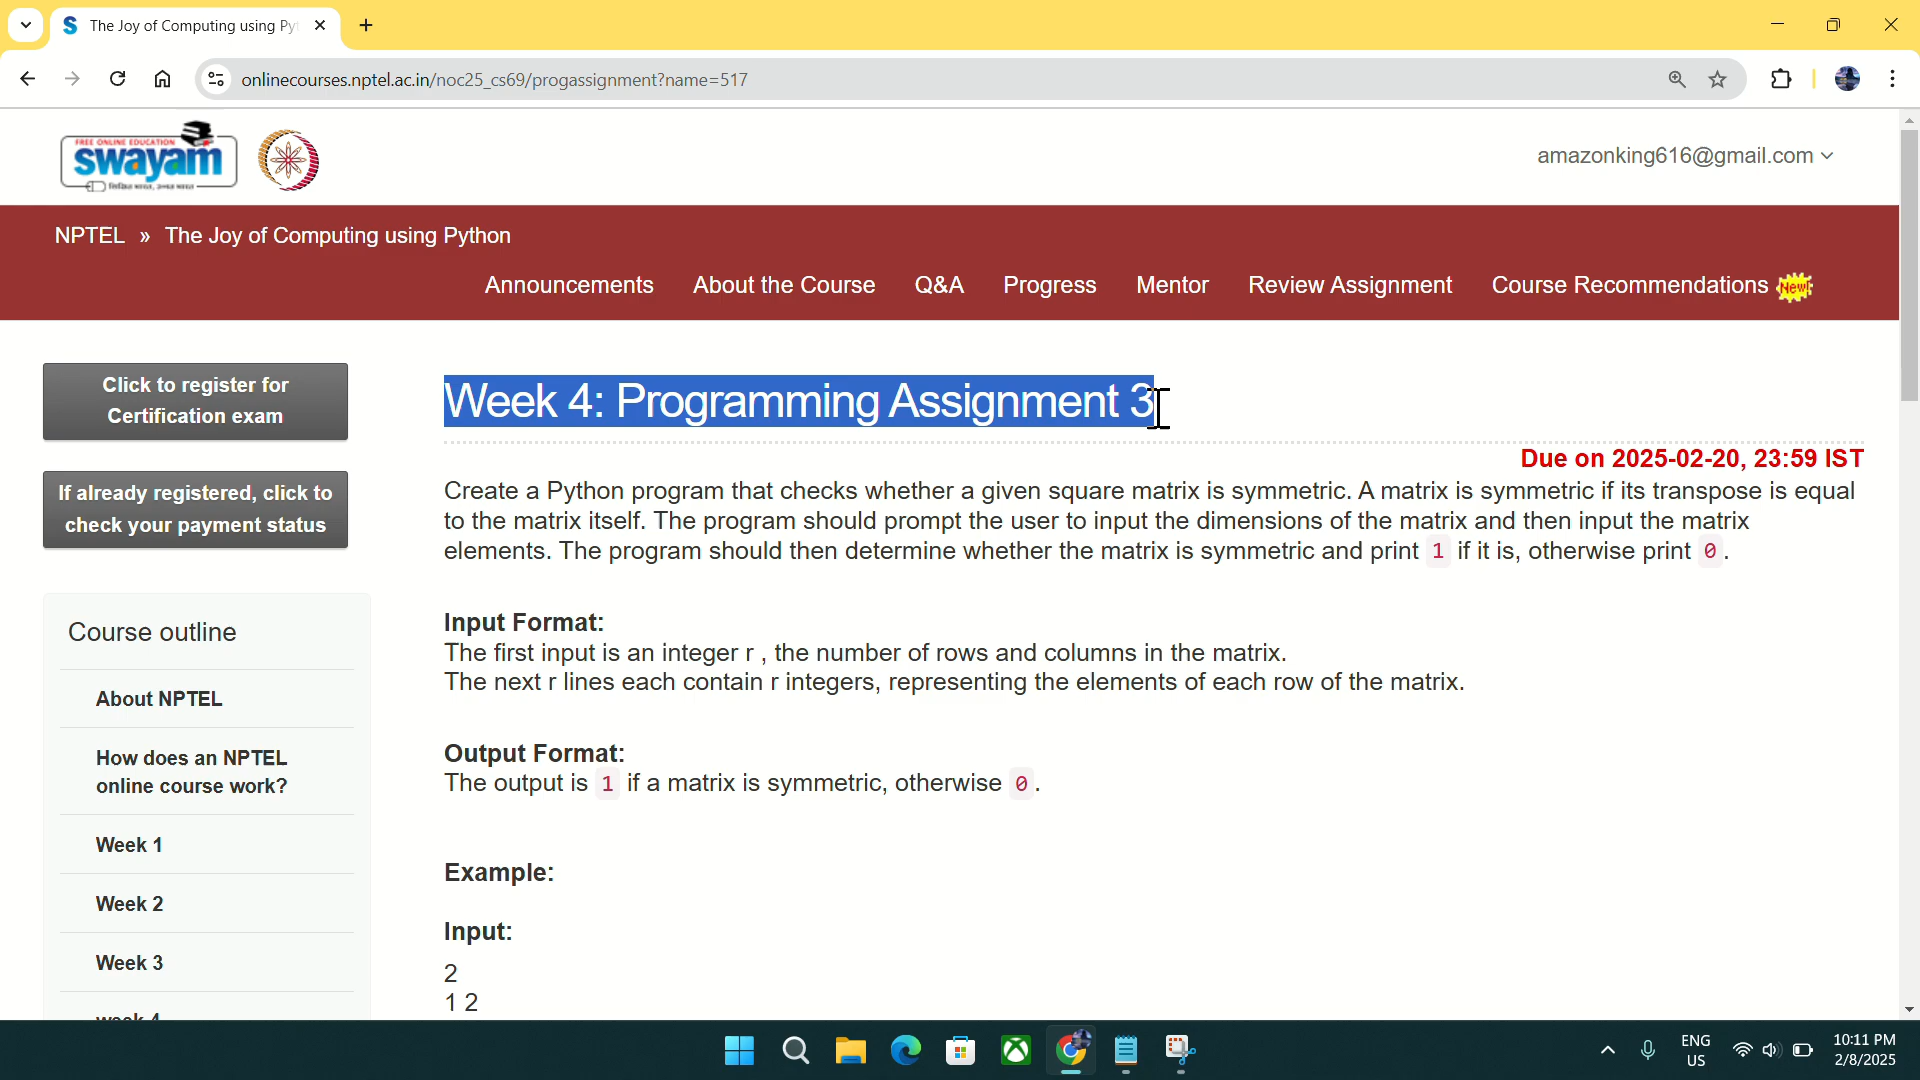 The Joy of Computing using Py
onlinecourses.nptel.ac.in/noc25_cs69/progassignment?name=517
FREE ONLINE EDUCATION
swayam
amazonking616@gmail.com
NPTEL » The Joy of Computing using Python
Announcements About the Course Q&A Progress Mentor Review Assignment Course Recommendations New!
Click to register for
Certification exam
If already registered, click to
check your payment status
Course outline
About NPTEL
How does an NPTEL
online course work?
Week 1
Week 2
Week 3
week 4
Week 4: Programming Assignment 3
Due on 2025-02-20, 23:59 IST
Create a Python program that checks whether a given square matrix is symmetric. A matrix is symmetric if its transpose is equal
to the matrix itself. The program should prompt the user to input the dimensions of the matrix and then input the matrix
elements. The program should then determine whether the matrix is symmetric and print 1 if it is, otherwise print 0 .
Input Format:
The first input is an integer r , the number of rows and columns in the matrix.
The next r lines each contain r integers, representing the elements of each row of the matrix.
Output Format:
The output is 1 if a matrix is symmetric, otherwise 0 .
Example:
Input:
2
1 2
ENG
US
10:11 PM
2/8/2025